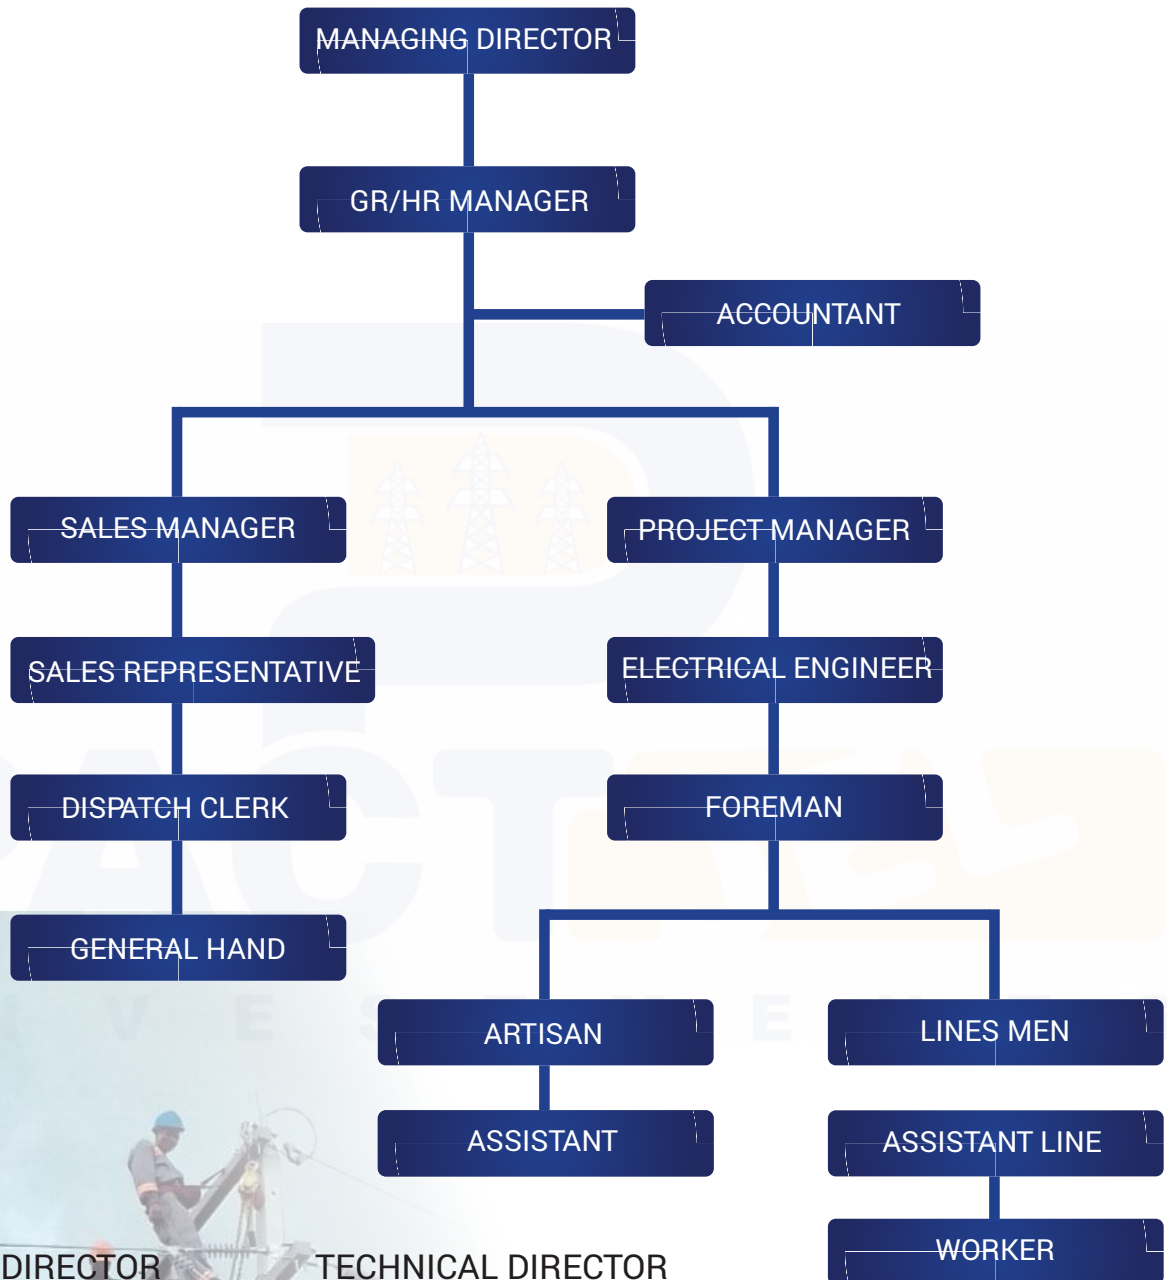 MANAGING DIRECTOR
GR/HR MANAGER
ACCOUNTANT
SALES MANAGER
PROJECT MANAGER
SALES REPRESENTATIVE
ELECTRICAL ENGINEER
DISPATCH CLERK
FOREMAN
GENERAL HAND
ARTISAN
LINES MEN
ASSISTANT
ASSISTANT LINE
WORKER
DIRECTOR
TECHNICAL DIRECTOR